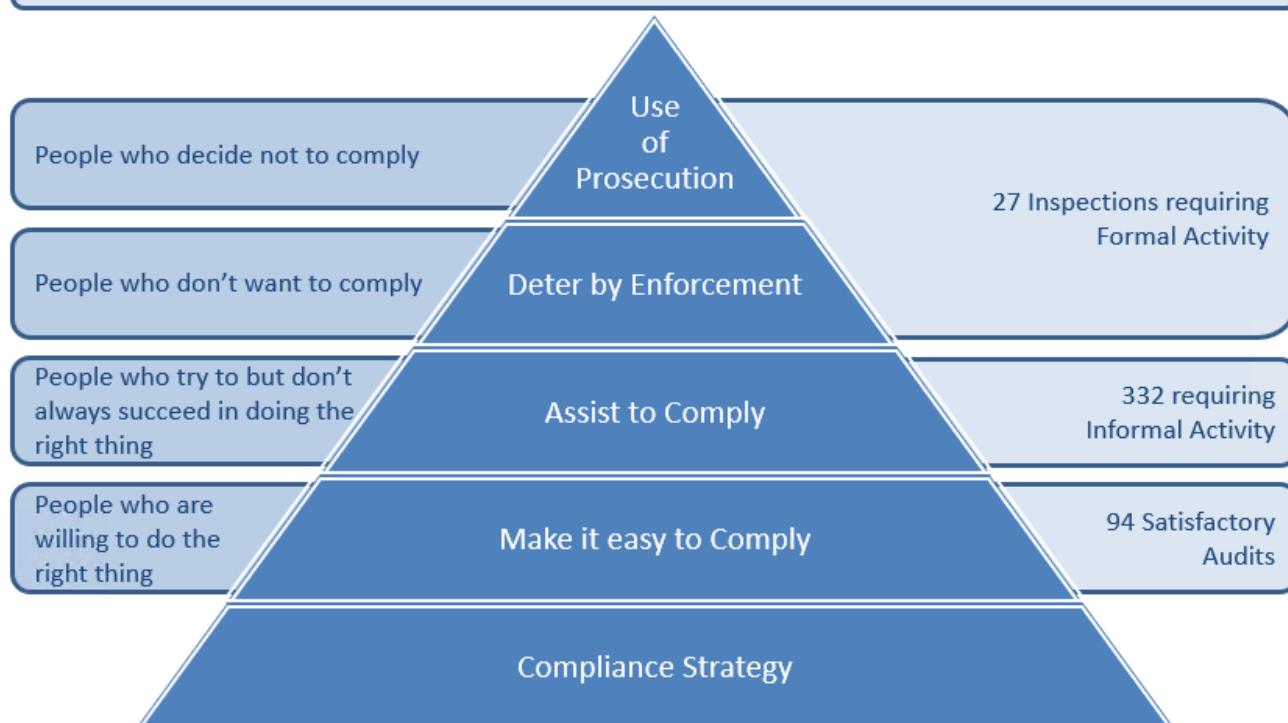 Use
of
Prosecution
People who decide not to comply
27 Inspections requiring
Formal Activity
People who don't want to comply
Deter by Enforcement
People who try to but don't
always succeed in doing the
right thing
Assist to Comply
332 requiring
Informal Activity
People who are
willing to do the
right thing
Make it easy to Comply
94 Satisfactory
Audits
Compliance Strategy